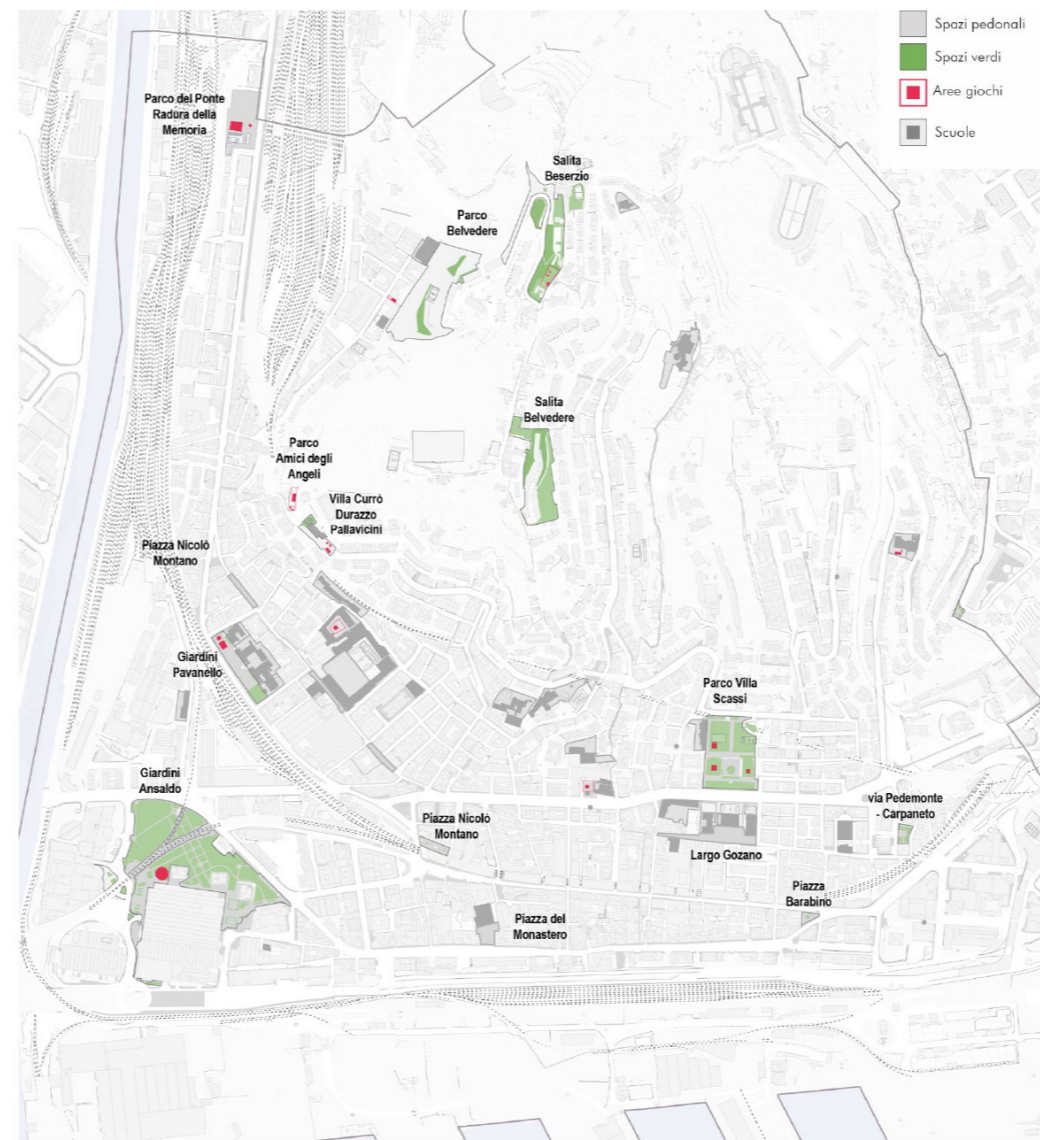 Spazi pedonali
Spazi verdi
Aree giochi
Scuole
Parco del Ponte
Radura della
Memoria
Salita
Beserzio
Parco
Belvedere
Salita
Belvedere
Parco
Amici degli
Angeli
Villa Currò
Durazzo
Pallavicini
Piazza Nicolò
Montano
Giardini
Pavanello
Parco Villa
Scassi
Giardini
Ansaldo
Piazza Nicolò
Montano
via Pedemonte
- Carpaneto
Largo Gozano
Piazza
Barabino
Piazza del
Monastero